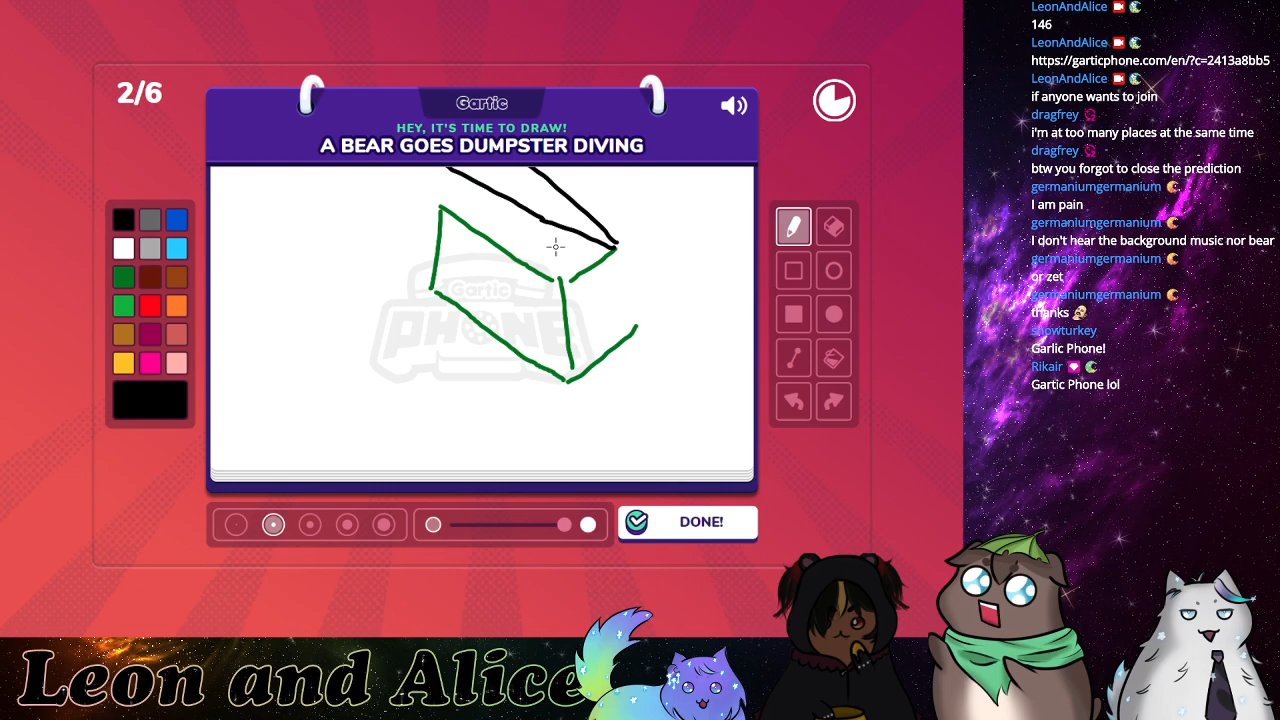 2/6
Gartic
HEY, IT'S TIME TO DRAW!
A BEAR GOES DUMPSTER DIVING
Gartic
PHONE
DONE!
LeonAndAlice
146
LeonAndAlice
https://garticphone.com/en/?c=2413a8bb5
LeonAndAlice
if anyone wants to join
dragfrey
i'm at too many places at the same time
dragfrey
btw you forgot to close the prediction
germaniumgermanium
I am pain
germaniumgermanium
I don't hear the background music nor bear
germaniumgermanium
or zet
germaniumgermanium
thanks
snowturkey
Garlic Phone!
Rikair
Gartic Phone lol
Leon and Alice